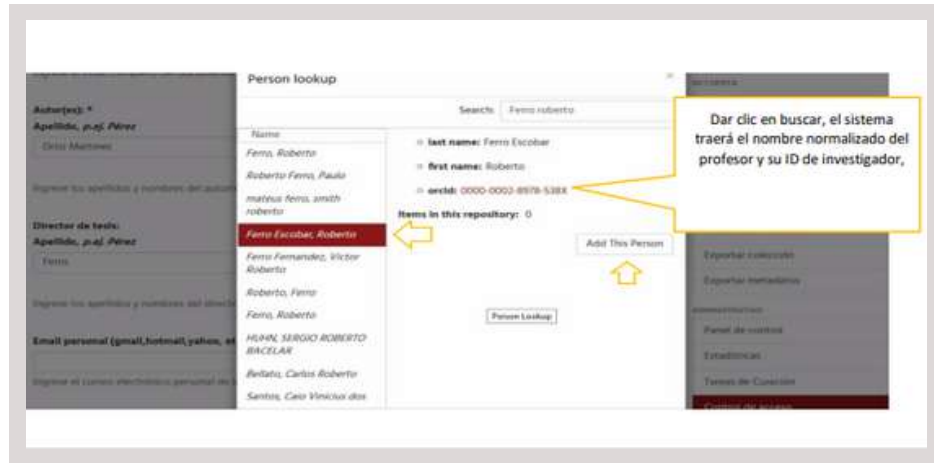 Person lookup
×
Autor(es): *
Apellido, p.ej. Pérez
Ortiz Martinez
Director de tesis:
Apellido, p.ej. Pérez
Ferro
Email personal (gmail,hotmail,yahoo,
Search:
Ferro roberto
Name
Ferro, Roberto
Roberto Ferro, Paulo
mateus ferro, smith
roberto
Ferro Escobar, Roberto
Ferro Fernandez, Victor
Roberto
Roberto, Ferro
Ferro, Roberto
HUHN, SERGIO ROBERTO
BACELAR
Bellato, Carlos Roberto
Santos, Caio Vinicius dos
last name: Ferro Escobar
first name: Roberto
orcid: 0000-0002-8978-538X
Items in this repository: 0
Add This Person
Person Lookup
Dar clic en buscar, el sistema
traerá el nombre normalizado del
profesor y su ID de investigador,
Exportar colección
Exportar metadatos
Panel de control
Estadísticas
Tareas de Curación
Control de acceso